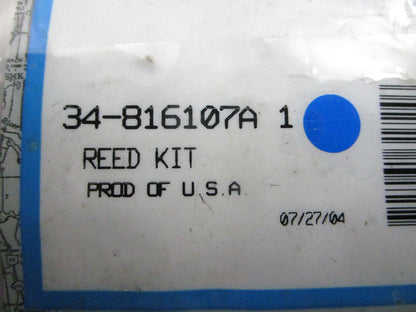 34-816107A 1
REED KIT
PROD OF U.S.A.
07/27/04